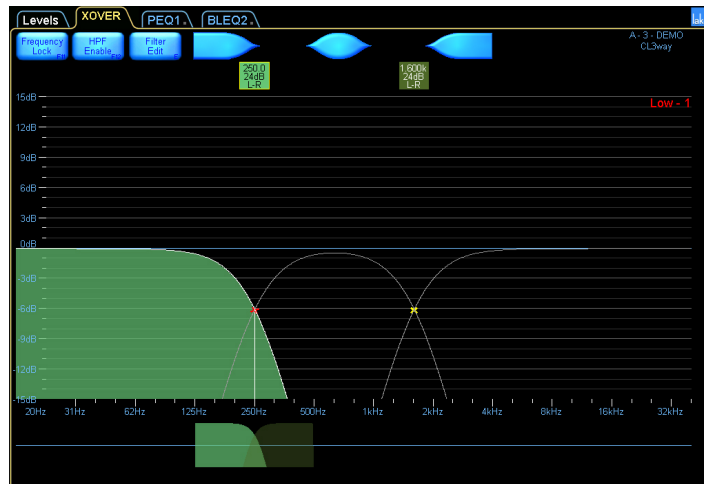 Levels XOVER PEQ1 BLEQ2
lak
Frequency Lock
HPF Enable
Filter Edit
A - 3 - DEMO
CL3way
250.0
24dB
L-R
1.600k
24dB
L-R
Low - 1
15dB
12dB
9dB
6dB
3dB
0dB
-3dB
-6dB
-9dB
-12dB
-15dB
20Hz 31Hz 62Hz 125Hz 250Hz 500Hz 1kHz 2kHz 4kHz 8kHz 16kHz 32kHz